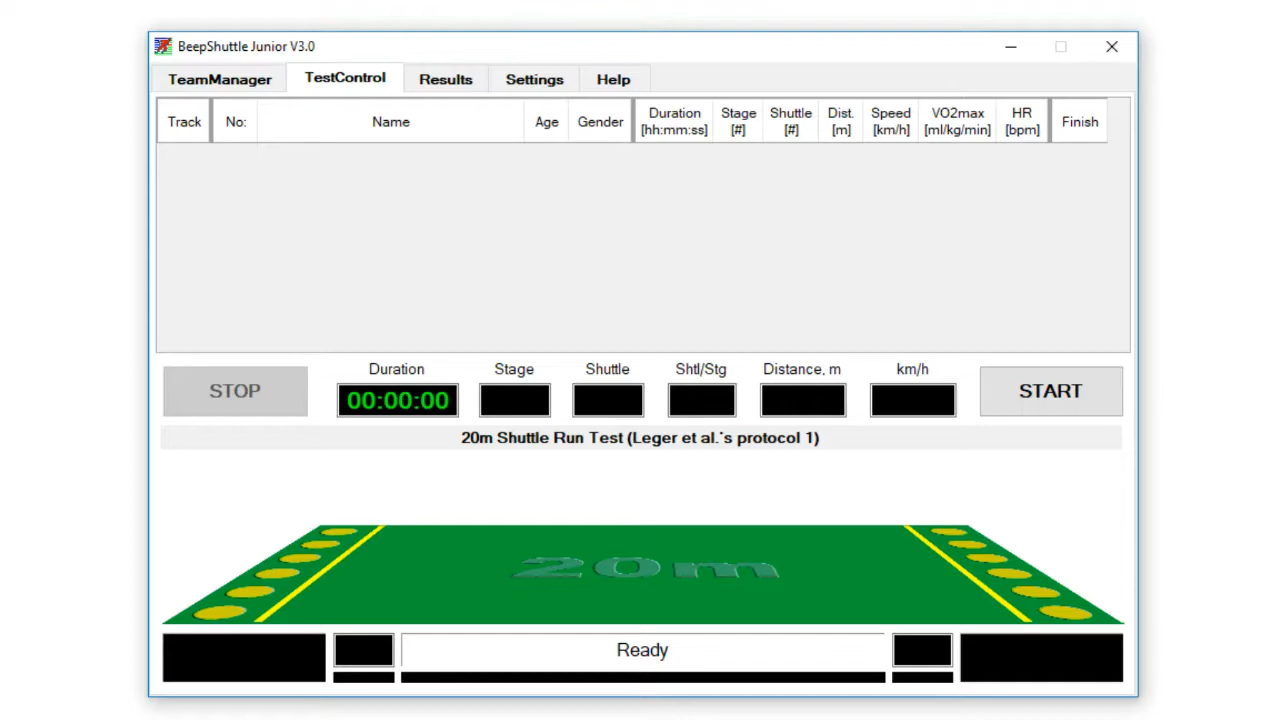 BeepShuttle Junior V3.0
TeamManager TestControl Results Settings Help
Track No: Name Age Gender Duration [hh:mm:ss] Stage [#] Shuttle [#] Dist. [m] Speed [km/h] VO2max [ml/kg/min] HR [bpm] Finish
Duration Stage Shuttle Shtl/Stg Distance, m km/h
STOP 00:00:00 START
20m Shuttle Run Test (Leger et al.'s protocol 1)
20m
Ready